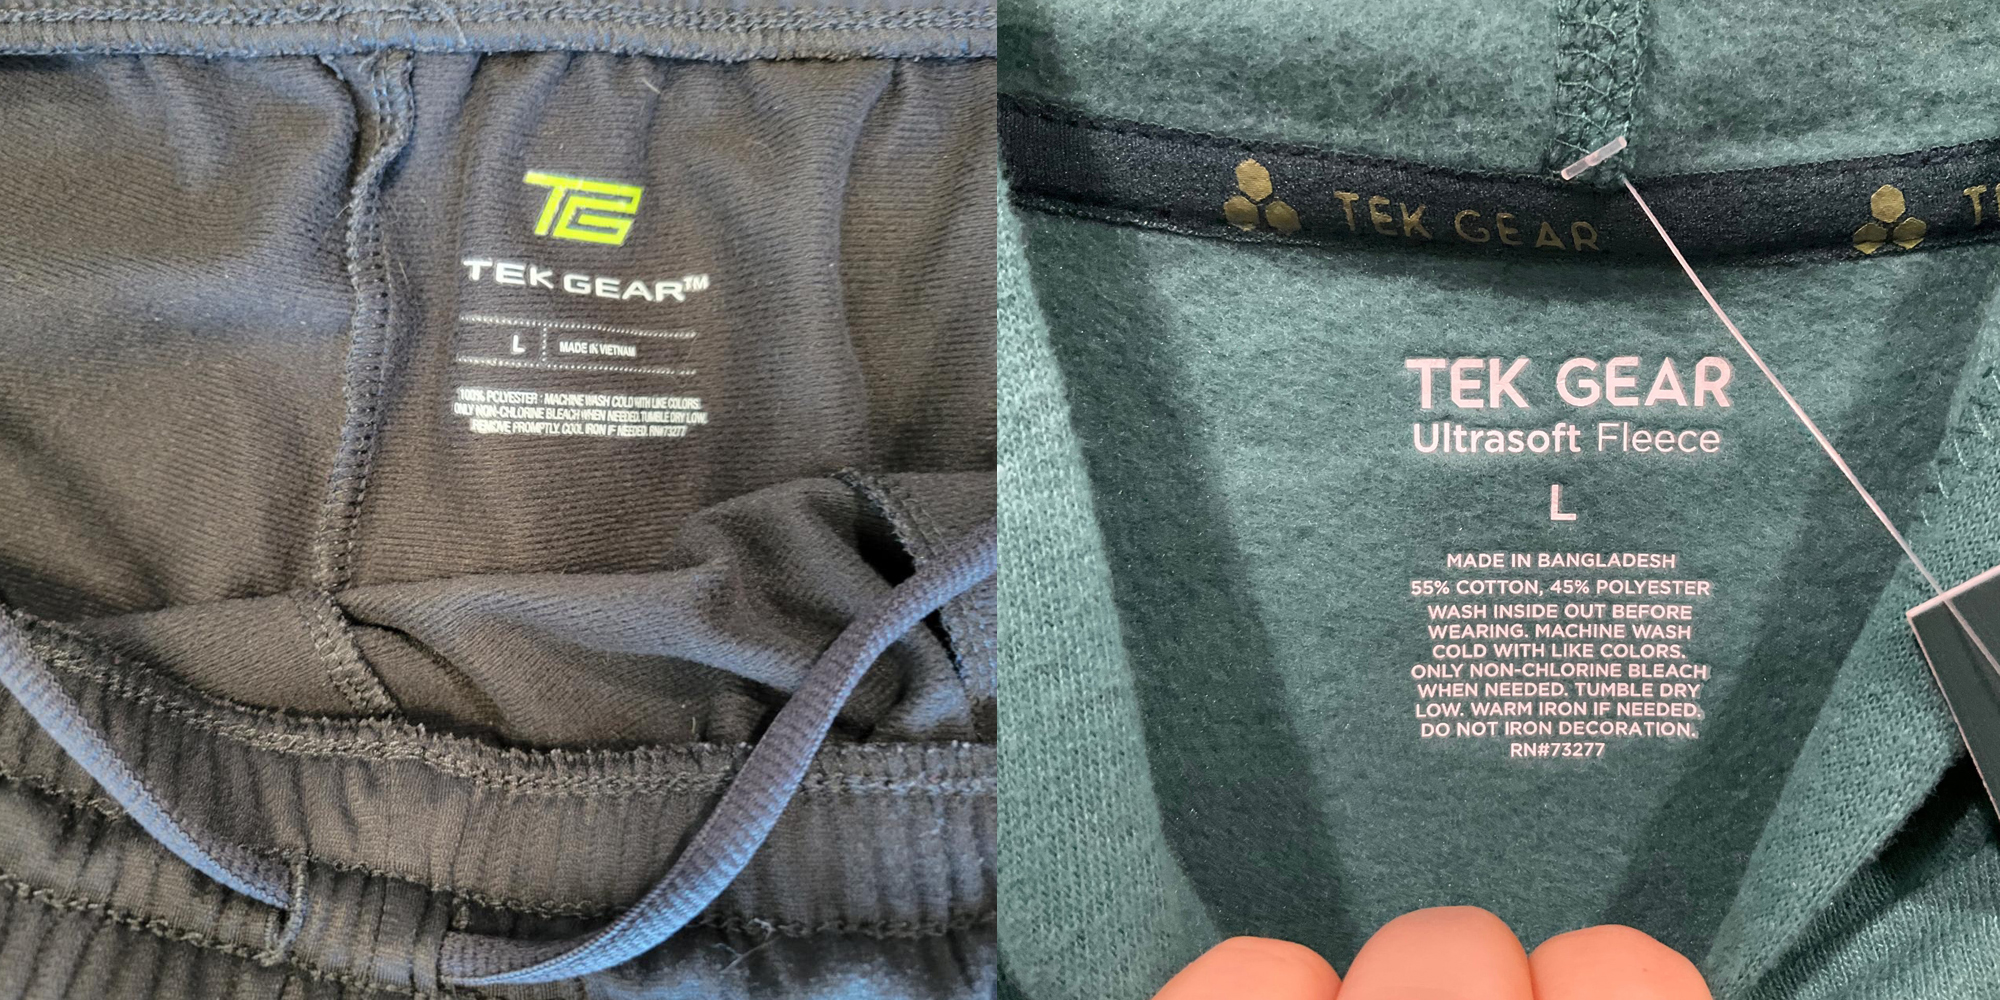 TEK GEAR™
L MADE IN VIETNAM
100% POLYESTER : MACHINE WASH COLD WITH LIKE COLORS.
ONLY NON-CHLORINE BLEACH WHEN NEEDED. TUMBLE DRY LOW.
REMOVE PROMPTLY. COOL IRON IF NEEDED. RN#73277
TEK GEAR
TEK GEAR
Ultrasoft Fleece
L
MADE IN BANGLADESH
55% COTTON, 45% POLYESTER
WASH INSIDE OUT BEFORE
WEARING. MACHINE WASH
COLD WITH LIKE COLORS.
ONLY NON-CHLORINE BLEACH
WHEN NEEDED. TUMBLE DRY
LOW. WARM IRON IF NEEDED.
DO NOT IRON DECORATION.
RN#73277